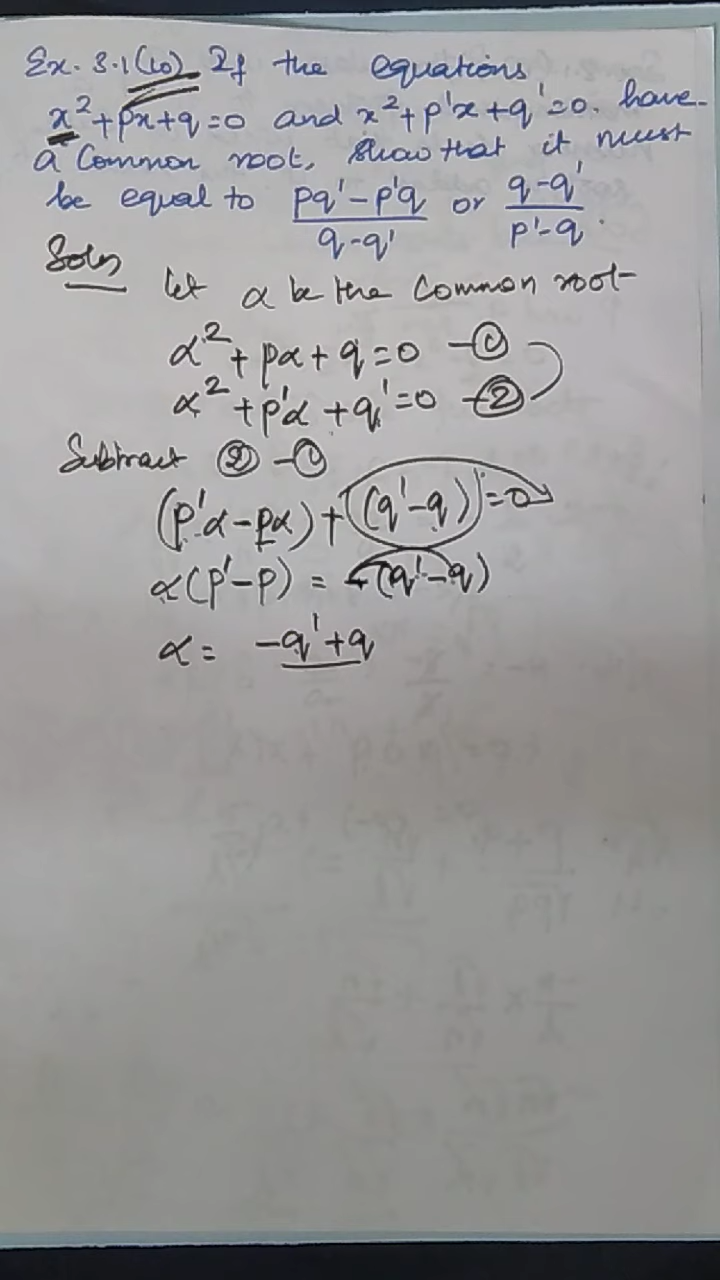 Ex. 3.1(10) If the equations
x²+px+q=0 and x²+p'x+q'=0. have
a Common root, show that it must
be equal to (pq'-p'q)/(q-q') or (q-q')/(p'-q).
Soln
let α be the Common root
α²+pα+q=0 —①
α²+p'α+q'=0 —②
Subtract ②-①
(p'α-pα)+(q'-q)=0
α(p'-p) = -(q'-q)
α = -q'+q